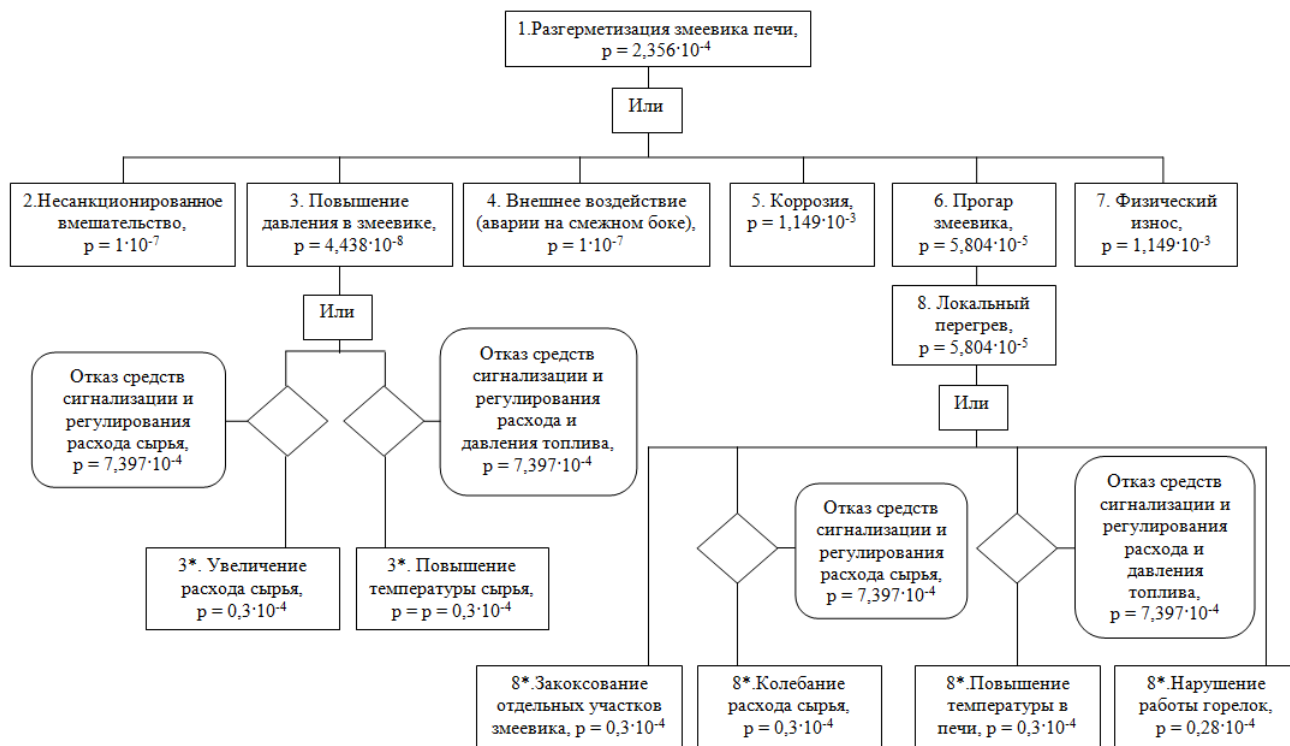 1.Разгерметизация змеевика печи,
p = 2,356·10⁻⁴
Или
2.Несанкционированное
вмешательство,
p = 1·10⁻⁷
3. Повышение
давления в змеевике,
p = 4,438·10⁻⁸
4. Внешнее воздействие
(аварии на смежном боке),
p = 1·10⁻⁷
5. Коррозия,
p = 1,149·10⁻³
6. Прогар
змеевика,
p = 5,804·10⁻⁵
7. Физический
износ,
p = 1,149·10⁻³
Или
8. Локальный
перегрев,
p = 5,804·10⁻⁵
Отказ средств
сигнализации и
регулирования
расхода сырья,
p = 7,397·10⁻⁴
Отказ средств
сигнализации и
регулирования
расхода и
давления топлива,
p = 7,397·10⁻⁴
Или
3*. Увеличение
расхода сырья,
p = 0,3·10⁻⁴
3*. Повышение
температуры сырья,
p = p = 0,3·10⁻⁴
Отказ средств
сигнализации и
регулирования
расхода сырья,
p = 7,397·10⁻⁴
Отказ средств
сигнализации и
регулирования
расхода и
давления
топлива,
p = 7,397·10⁻⁴
8*.Закоксование
отдельных участков
змеевика, p = 0,3·10⁻⁴
8*.Колебание
расхода сырья,
p = 0,3·10⁻⁴
8*.Повышение
температуры в
печи, p = 0,3·10⁻⁴
8*.Нарушение
работы горелок,
p = 0,28·10⁻⁴